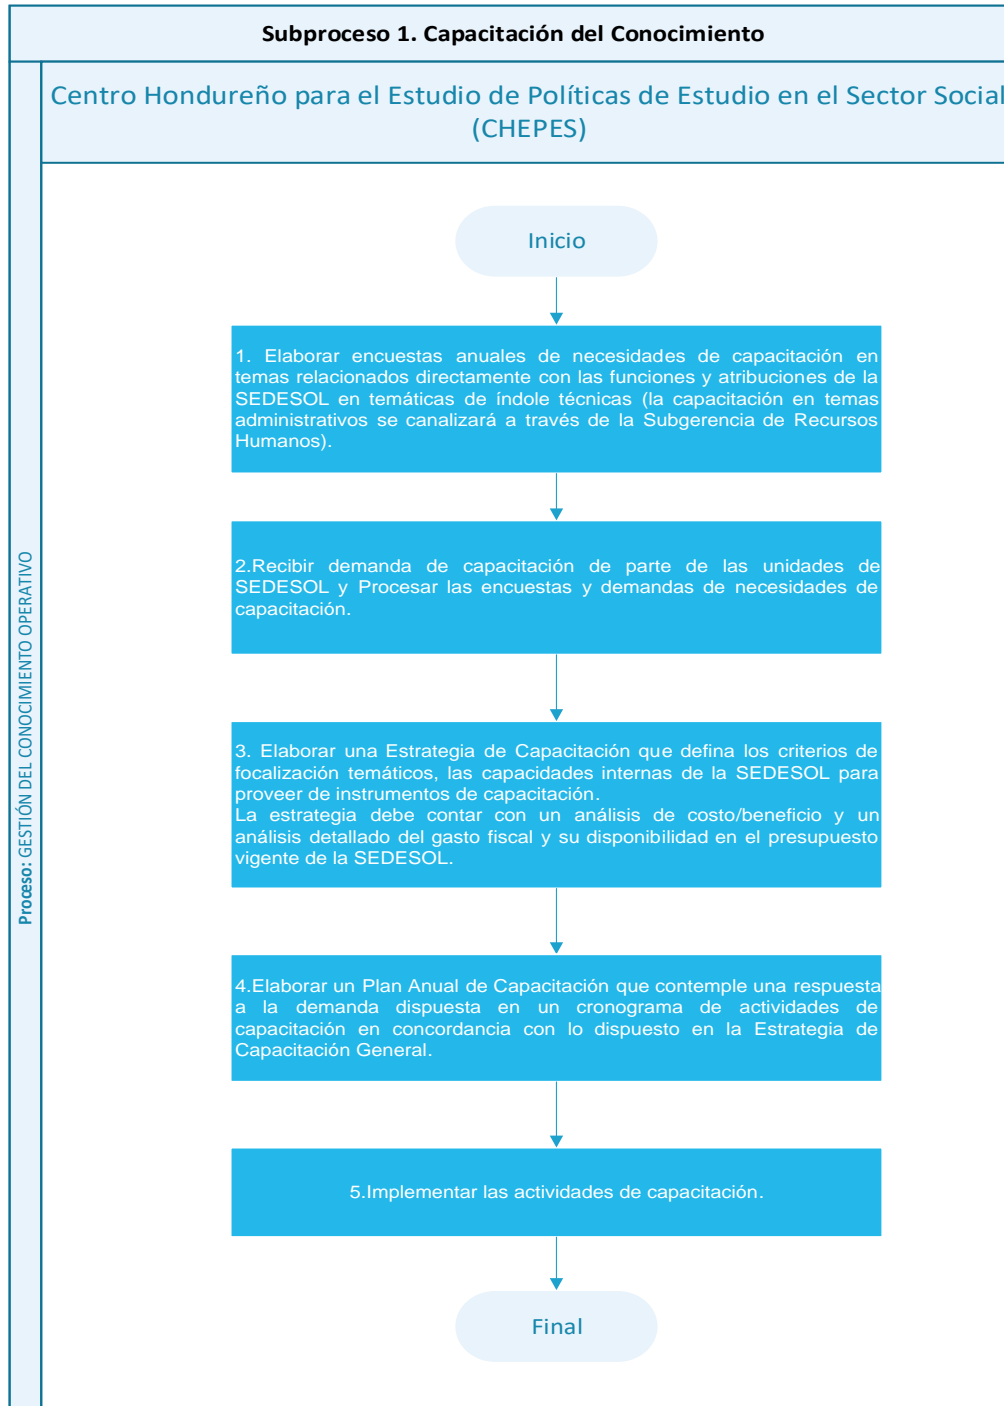 Subproceso 1. Capacitación del Conocimiento
Centro Hondureño para el Estudio de Políticas de Estudio en el Sector Social
(CHEPES)
Proceso: GESTIÓN DEL CONOCIMIENTO OPERATIVO
Inicio
1. Elaborar encuestas anuales de necesidades de capacitación en
temas relacionados directamente con las funciones y atribuciones de la
SEDESOL en temáticas de índole técnicas (la capacitación en temas
administrativos se canalizará a través de la Subgerencia de Recursos
Humanos).
2.Recibir demanda de capacitación de parte de las unidades de
SEDESOL y Procesar las encuestas y demandas de necesidades de
capacitación.
3. Elaborar una Estrategia de Capacitación que defina los criterios de
focalización temáticos, las capacidades internas de la SEDESOL para
proveer de instrumentos de capacitación.
La estrategia debe contar con un análisis de costo/beneficio y un
análisis detallado del gasto fiscal y su disponibilidad en el presupuesto
vigente de la SEDESOL.
4.Elaborar un Plan Anual de Capacitación que contemple una respuesta
a la demanda dispuesta en un cronograma de actividades de
capacitación en concordancia con lo dispuesto en la Estrategia de
Capacitación General.
5.Implementar las actividades de capacitación.
Final